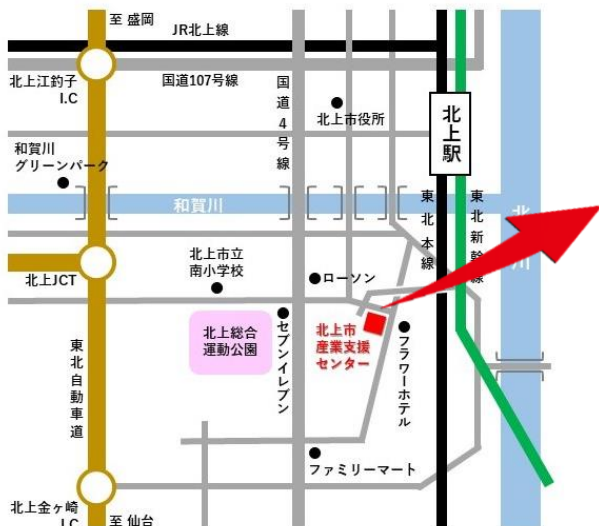 至 盛岡
JR北上線
北上江釣子
I.C
国道107号線
国道4号線
北上市役所
北上駅
和賀川
グリーンパーク
和賀川
東北本線
東北新幹線
北
川
北上JCT
北上市立
南小学校
ローソン
北上総合
運動公園
セブンイレブン
北上市
産業支援
センター
フラワーホテル
東北自動車道
ファミリーマート
北上金ヶ崎
I.C
至 仙台